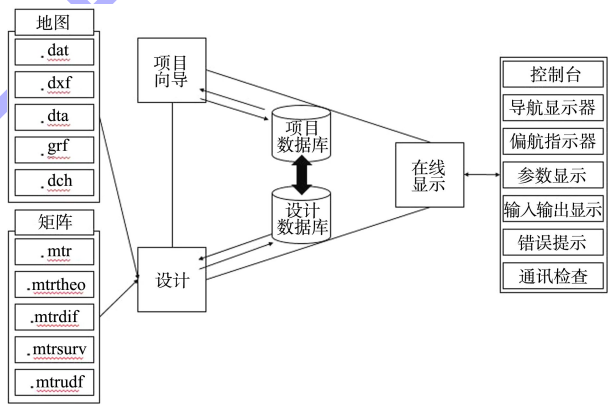 地图
.dat
.dxf
.dta
.grf
.dch
矩阵
.mtr
.mtrtheo
.mtrdif
.mtrsurv
.mtrudf
项目
向导
设计
项目
数据库
设计
数据库
在线
显示
控制台
导航显示器
偏航指示器
参数显示
输入输出显示
错误提示
通讯检查